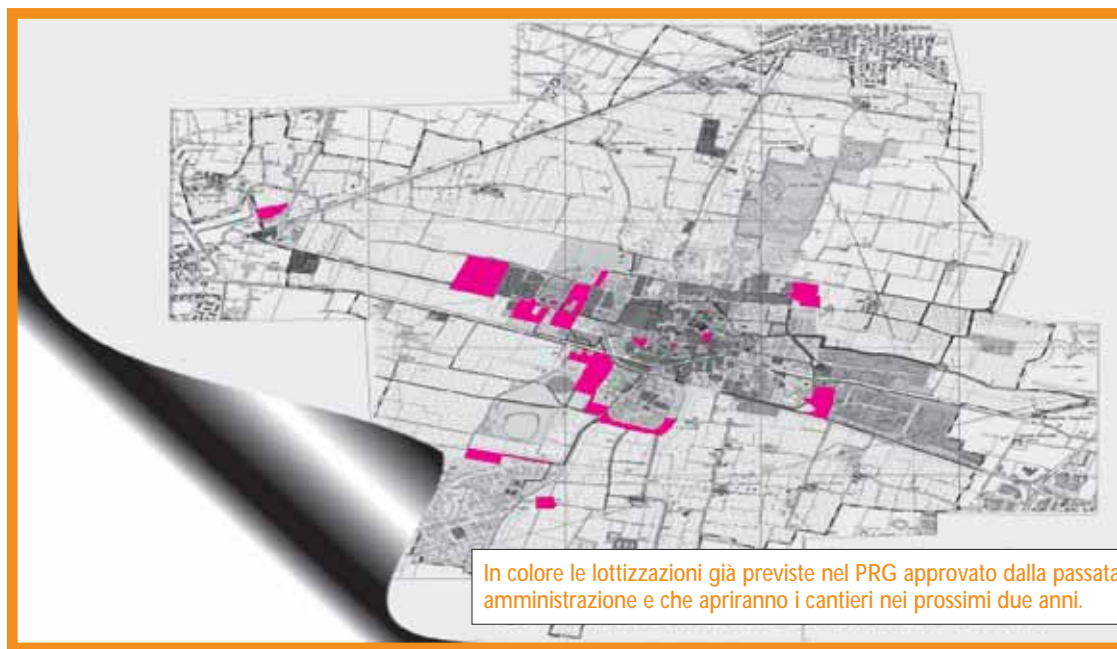 In colore le lottizzazioni già previste nel PRG approvato dalla passata
amministrazione e che apriranno i cantieri nei prossimi due anni.